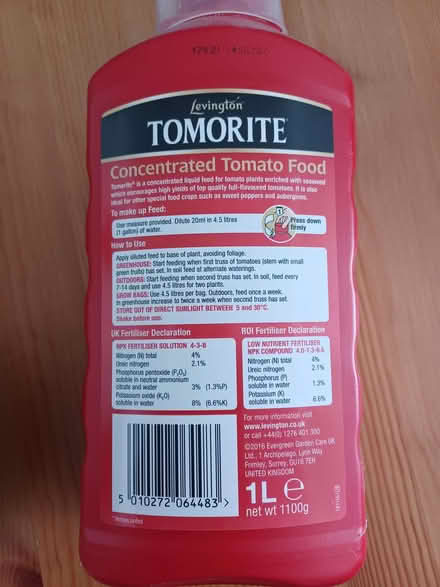 Levington
TOMORITE
Concentrated Tomato Food
Tomorite® is a concentrated liquid feed for tomato plants enriched with seaweed
which encourages high yields of top quality full-flavoured tomatoes. It is also
ideal for other special food crops such as sweet peppers and aubergines.
To make up Feed:
Use measure provided. Dilute 20ml in 4.5 litres
(1 gallon) of water.
Press down
firmly
How to Use
Apply diluted feed to base of plant, avoiding foliage.
GREENHOUSE: Start feeding when first truss of tomatoes (stem with small
green fruits) has set. In soil feed at alternate waterings.
OUTDOORS: Start feeding when second truss has set. In soil, feed every
7-14 days and use 4.5 litres for two plants.
GROW BAGS: Use 4.5 litres per bag. Outdoors, feed once a week.
In greenhouse increase to twice a week when second truss has set.
STORE OUT OF DIRECT SUNLIGHT BETWEEN 5 and 30°C.
Shake before use.
UK Fertiliser Declaration
NPK FERTILISER SOLUTION 4-3-8
Nitrogen (N) total 4%
Ureic nitrogen 2.1%
Phosphorus pentoxide (P₂O₅)
soluble in neutral ammonium
citrate and water 3% (1.3%P)
Potassium oxide (K₂O)
soluble in water 8% (6.6%K)
ROI Fertiliser Declaration
LOW NUTRIENT FERTILISER
NPK COMPOUND 4.0-1.3-6.6
Nitrogen (N) total 4%
Ureic nitrogen 2.1%
Phosphorus (P)
soluble in water 1.3%
Potassium (K)
soluble in water 6.6%
For more information visit
www.levington.co.uk
or call +44(0) 1276 401 300
©2016 Evergreen Garden Care UK
Ltd., 1 Archipelago, Lyon Way
Frimley, Surrey, GU16 7ER
UNITED KINGDOM
5 010272 064483 >
1L e
net wt 1100g